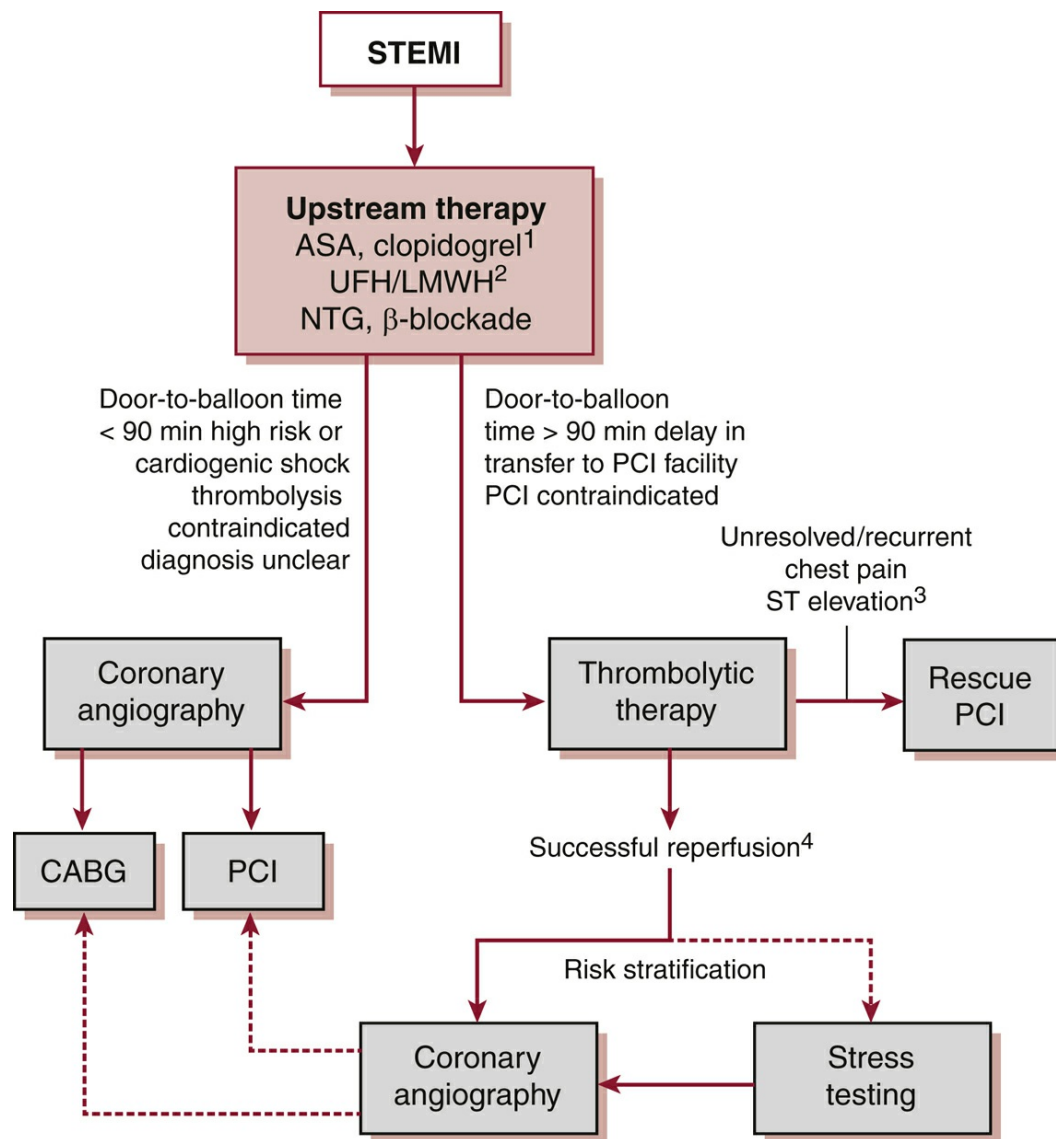 STEMI
Upstream therapy
ASA, clopidogrel1
UFH/LMWH2
NTG, β-blockade
Door-to-balloon time
< 90 min high risk or
cardiogenic shock
thrombolysis
contraindicated
diagnosis unclear
Door-to-balloon
time > 90 min delay in
transfer to PCI facility
PCI contraindicated
Unresolved/recurrent
chest pain
ST elevation3
Coronary
angiography
Thrombolytic
therapy
Rescue
PCI
CABG
PCI
Successful reperfusion4
Risk stratification
Coronary
angiography
Stress
testing